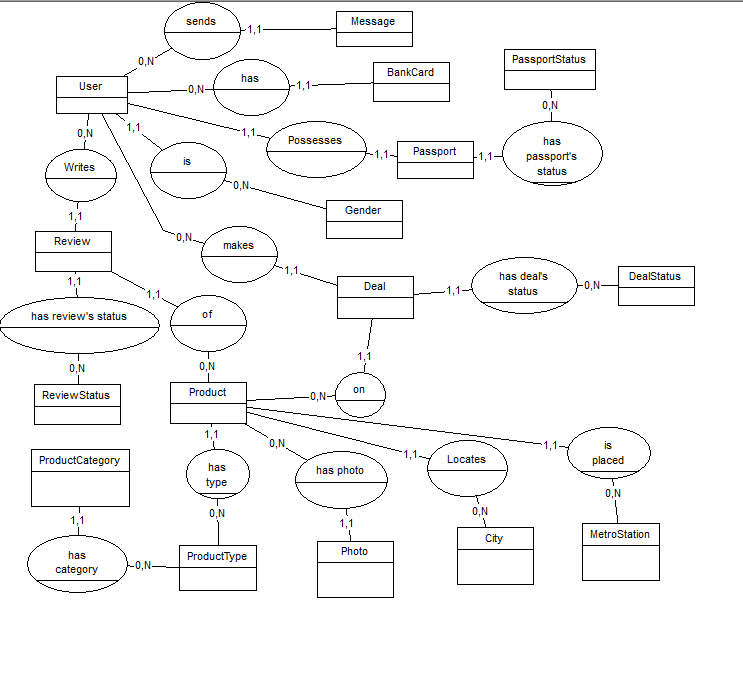 sends
1,1
Message
0,N
User
0,N
has
1,1
BankCard
PassportStatus
0,N
0,N
1,1
1,1
Possesses
1,1
Passport
1,1
has
passport's
status
Writes
is
0,N
Gender
1,1
Review
0,N
makes
1,1
Deal
1,1
has deal's
status
0,N
DealStatus
1,1
1,1
has review's status
of
1,1
0,N
0,N
ReviewStatus
Product
0,N
on
1,1
0,N
1,1
1,1
ProductCategory
has
type
has photo
Locates
is
placed
1,1
0,N
1,1
0,N
0,N
has
category
0,N
ProductType
Photo
City
MetroStation